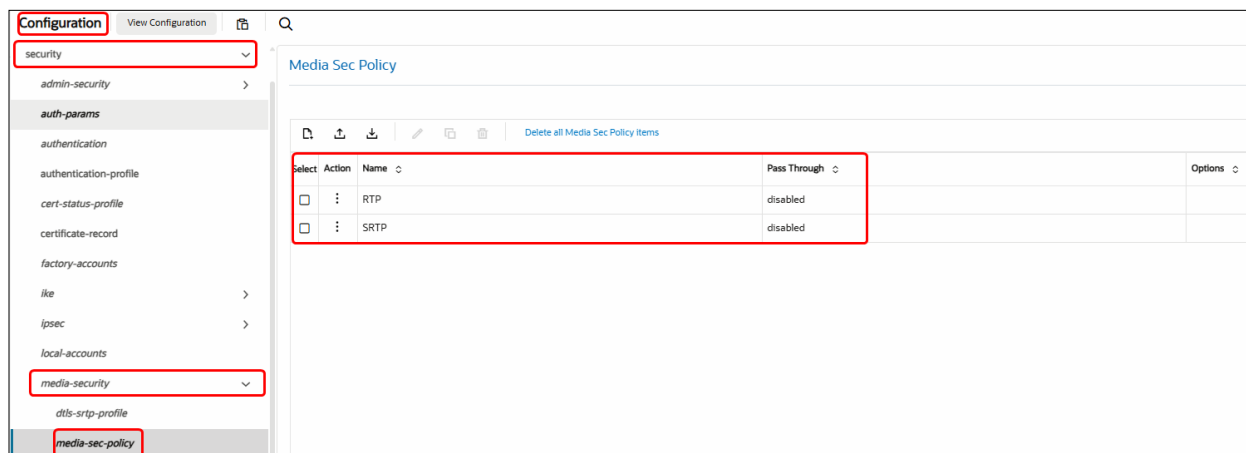 Configuration View Configuration
security
admin-security
auth-params
authentication
authentication-profile
cert-status-profile
certificate-record
factory-accounts
ike
ipsec
local-accounts
media-security
dtls-srtp-profile
media-sec-policy
Media Sec Policy
Delete all Media Sec Policy items
Select Action Name Pass Through Options
RTP disabled
SRTP disabled